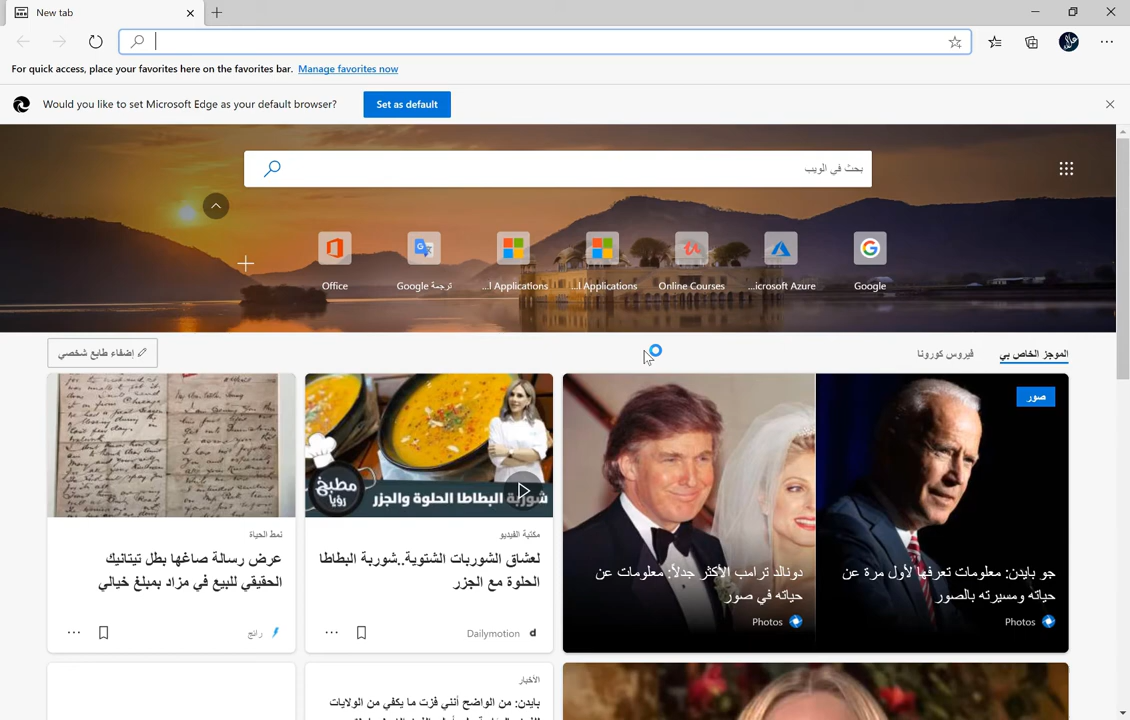 New tab
For quick access, place your favorites here on the favorites bar. Manage favorites now
Would you like to set Microsoft Edge as your default browser?
Set as default
بحث في الويب
Office
Google ترجمة
...l Applications
...l Applications
Online Courses
...icrosoft Azure
Google
الموجز الخاص بي
فيروس كورونا
إضفاء طابع شخصي
صور
جو بايدن: معلومات تعرفها لأول مرة عن
حياته ومسيرته بالصور
Photos
دونالد ترامب الأكثر جدلاً: معلومات عن
حياته في صور
Photos
مطبخ
رؤيا
شوربة البطاطا الحلوة والجزر
مكتبة الفيديو
لعشاق الشوربات الشتوية..شوربة البطاطا
الحلوة مع الجزر
Dailymotion
نمط الحياة
عرض رسالة صاغها بطل تيتانيك
الحقيقي للبيع في مزاد بمبلغ خيالي
رائج
الأخبار
بايدن: من الواضح أنني فزت ما يكفي من الولايات